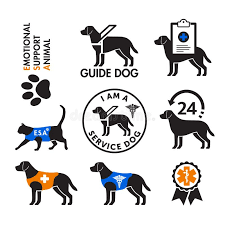 EMOTIONAL
SUPPORT
ANIMAL
GUIDE DOG
I AM A
SERVICE DOG
24
ESA